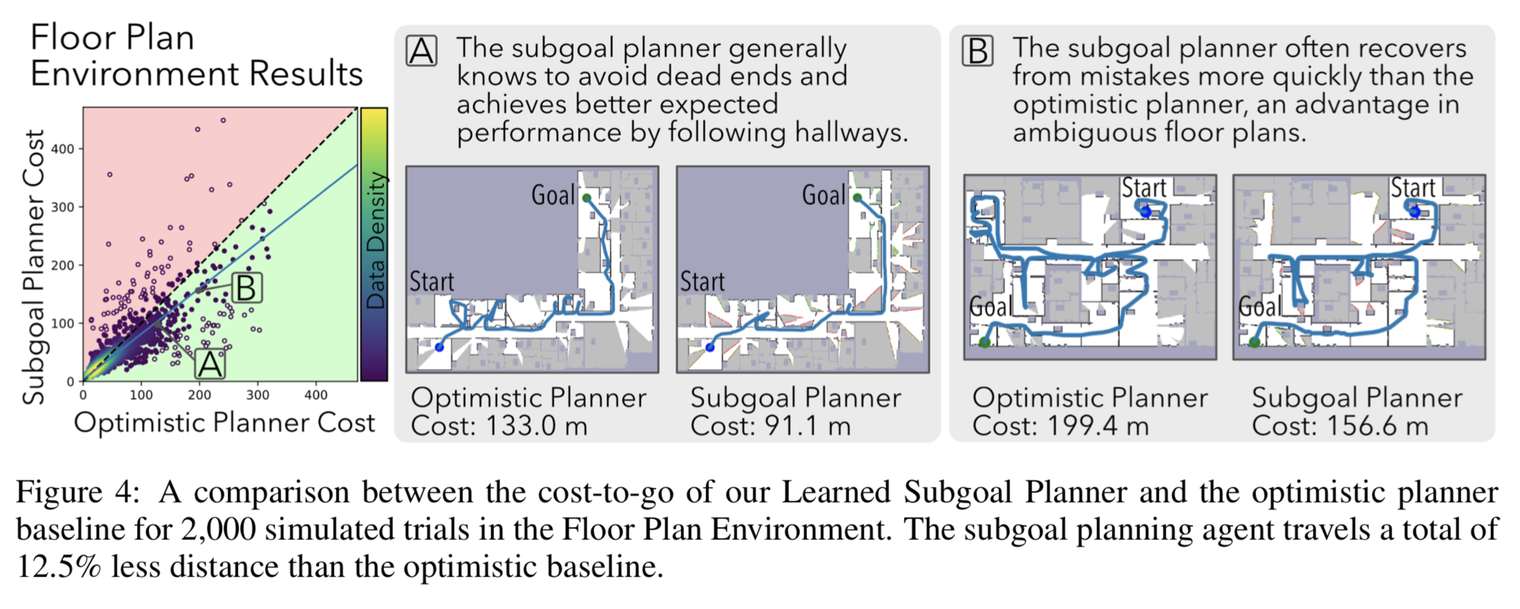 Floor Plan
Environment Results
Subgoal Planner Cost
400
300
200
100
0
0 100 200 300 400
Optimistic Planner Cost
Data Density
A
B
A The subgoal planner generally
knows to avoid dead ends and
achieves better expected
performance by following hallways.
Goal
Start
Goal
Start
Optimistic Planner
Cost: 133.0 m
Subgoal Planner
Cost: 91.1 m
B The subgoal planner often recovers
from mistakes more quickly than the
optimistic planner, an advantage in
ambiguous floor plans.
Start
Goal
Start
Goal
Optimistic Planner
Cost: 199.4 m
Subgoal Planner
Cost: 156.6 m
Figure 4: A comparison between the cost-to-go of our Learned Subgoal Planner and the optimistic planner
baseline for 2,000 simulated trials in the Floor Plan Environment. The subgoal planning agent travels a total of
12.5% less distance than the optimistic baseline.